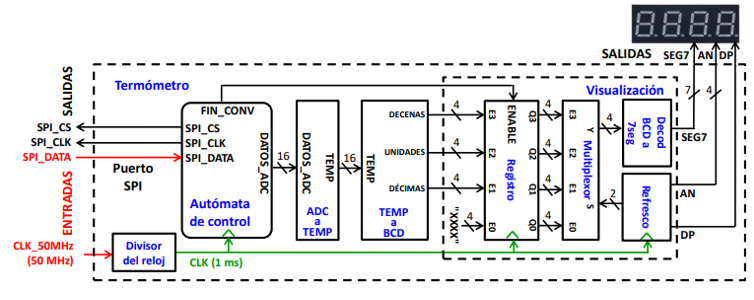 8.8.8.8.
SALIDAS SEG7 AN DP
Termómetro
Visualización
SALIDAS
FIN_CONV
SPI_CS
SPI_CLK
SPI_DATA
SPI_CS
SPI_CLK
SPI_DATA
DATOS_ADC
Autómata
de control
Puerto
SPI
ENTRADAS
CLK_50MHz
(50 MHz)
Divisor
del reloj
CLK (1 ms)
16
DATOS_ADC
TEMP
ADC
a
TEMP
16
TEMP
DECENAS
UNIDADES
DÉCIMAS
TEMP
a
BCD
4
4
4
4
"XXXX"
ENABLE
E3
E2
E1
E0
Registro
Q3
Q2
Q1
Q0
4
4
4
4
E3
E2
E1
E0
Multiplexor
Y
S
4
2
Decod
BCD a
7seg
SEG7
7
4
Refresco
AN
DP